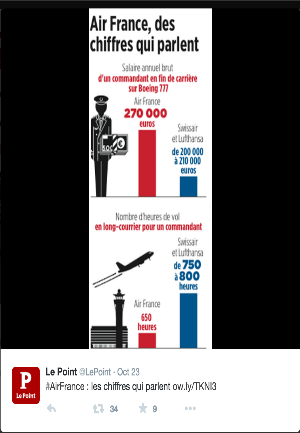 Air France, des
chiffres qui parlent
Salaire annuel brut
d'un commandant en fin de carrière
sur Boeing 777
Air France
270 000
euros
Swissair
et Lufthansa
de 200 000
à 210 000
euros
Nombre d'heures de vol
en long-courrier pour un commandant
Swissair
et Lufthansa
de 750
à 800
heures
Air France
650
heures
P
Le Point
Le Point @LePoint · Oct 23
#AirFrance : les chiffres qui parlent ow.ly/TKNI3
34
9